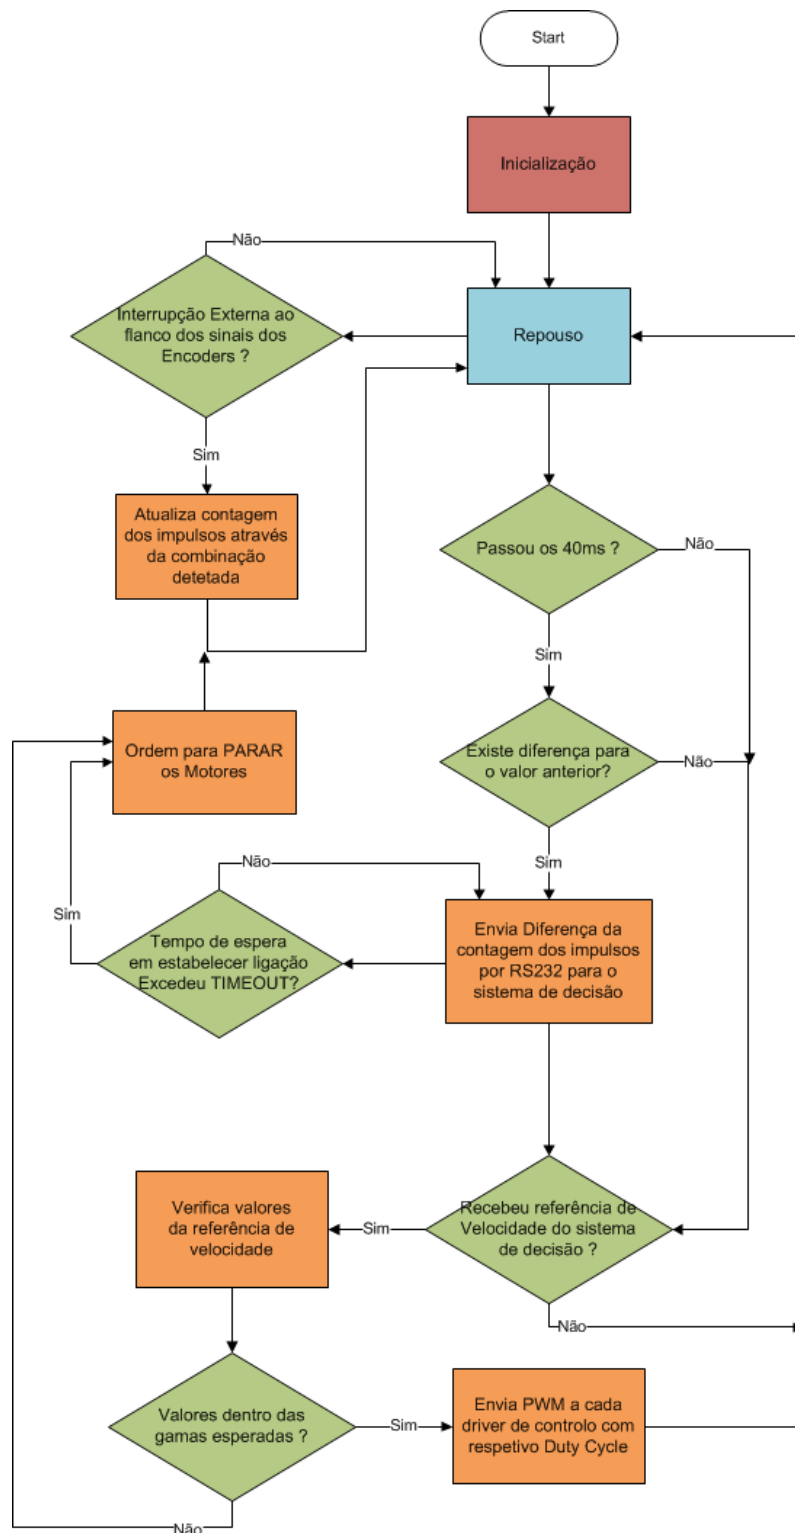 Start
Inicialização
Não
Interrupção Externa ao
flanco dos sinais dos
Encoders ?
Repouso
Sim
Atualiza contagem
dos impulsos através
da combinação
detetada
Passou os 40ms ?
Não
Sim
Ordem para PARAR
os Motores
Existe diferença para
o valor anterior?
Não
Sim
Não
Sim
Tempo de espera
em estabelecer ligação
Excedeu TIMEOUT?
Envia Diferença da
contagem dos impulsos
por RS232 para o
sistema de decisão
Verifica valores
da referência de
velocidade
Sim
Recebeu referência de
Velocidade do sistema
de decisão ?
Não
Valores dentro das
gamas esperadas ?
Sim
Envia PWM a cada
driver de controlo com
respetivo Duty Cycle
Não